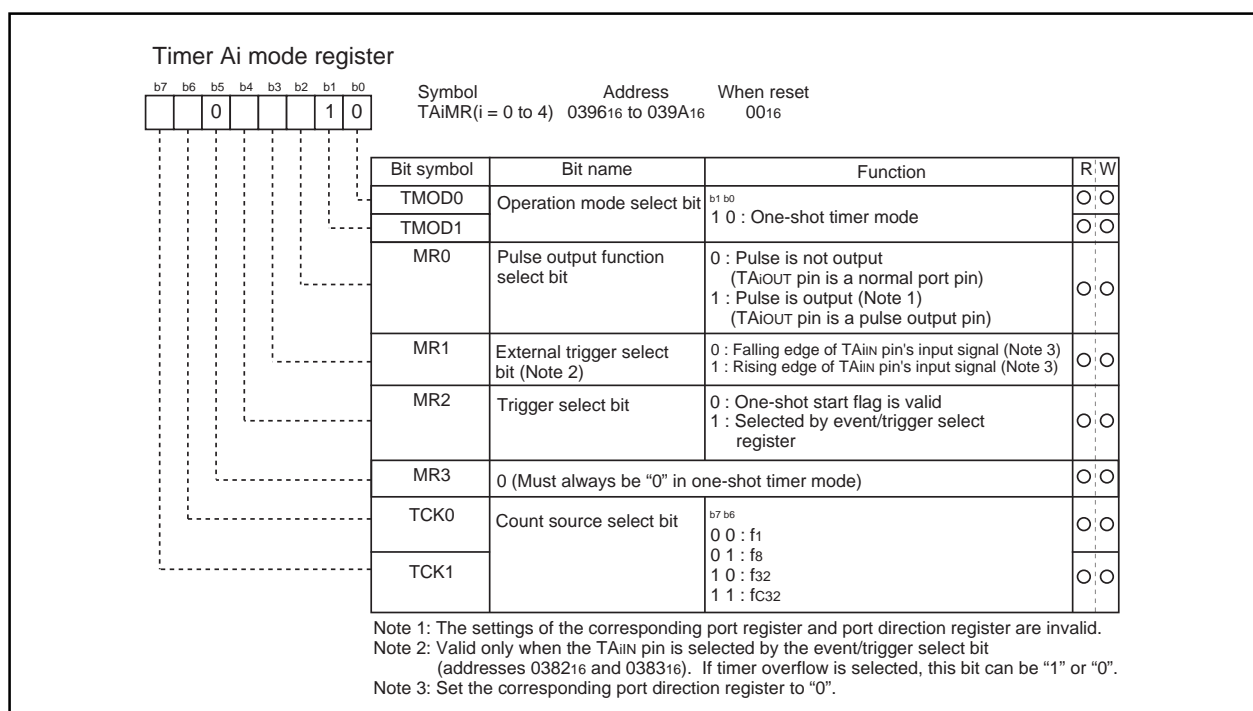 Timer Ai mode register
b7 b6 b5 b4 b3 b2 b1 b0
0 1 0
Symbol Address When reset
TAiMR(i = 0 to 4) 039616 to 039A16 0016
Bit symbol Bit name Function R W
TMOD0 Operation mode select bit b1 b0
1 0 : One-shot timer mode
TMOD1
MR0 Pulse output function select bit 0 : Pulse is not output
(TAiOUT pin is a normal port pin)
1 : Pulse is output (Note 1)
(TAiOUT pin is a pulse output pin)
MR1 External trigger select bit (Note 2) 0 : Falling edge of TAiIN pin's input signal (Note 3)
1 : Rising edge of TAiIN pin's input signal (Note 3)
MR2 Trigger select bit 0 : One-shot start flag is valid
1 : Selected by event/trigger select
register
MR3 0 (Must always be “0” in one-shot timer mode)
TCK0 Count source select bit b7 b6
0 0 : f1
0 1 : f8
TCK1 1 0 : f32
1 1 : fC32
Note 1: The settings of the corresponding port register and port direction register are invalid.
Note 2: Valid only when the TAiIN pin is selected by the event/trigger select bit
(addresses 038216 and 038316). If timer overflow is selected, this bit can be “1” or “0”.
Note 3: Set the corresponding port direction register to “0”.